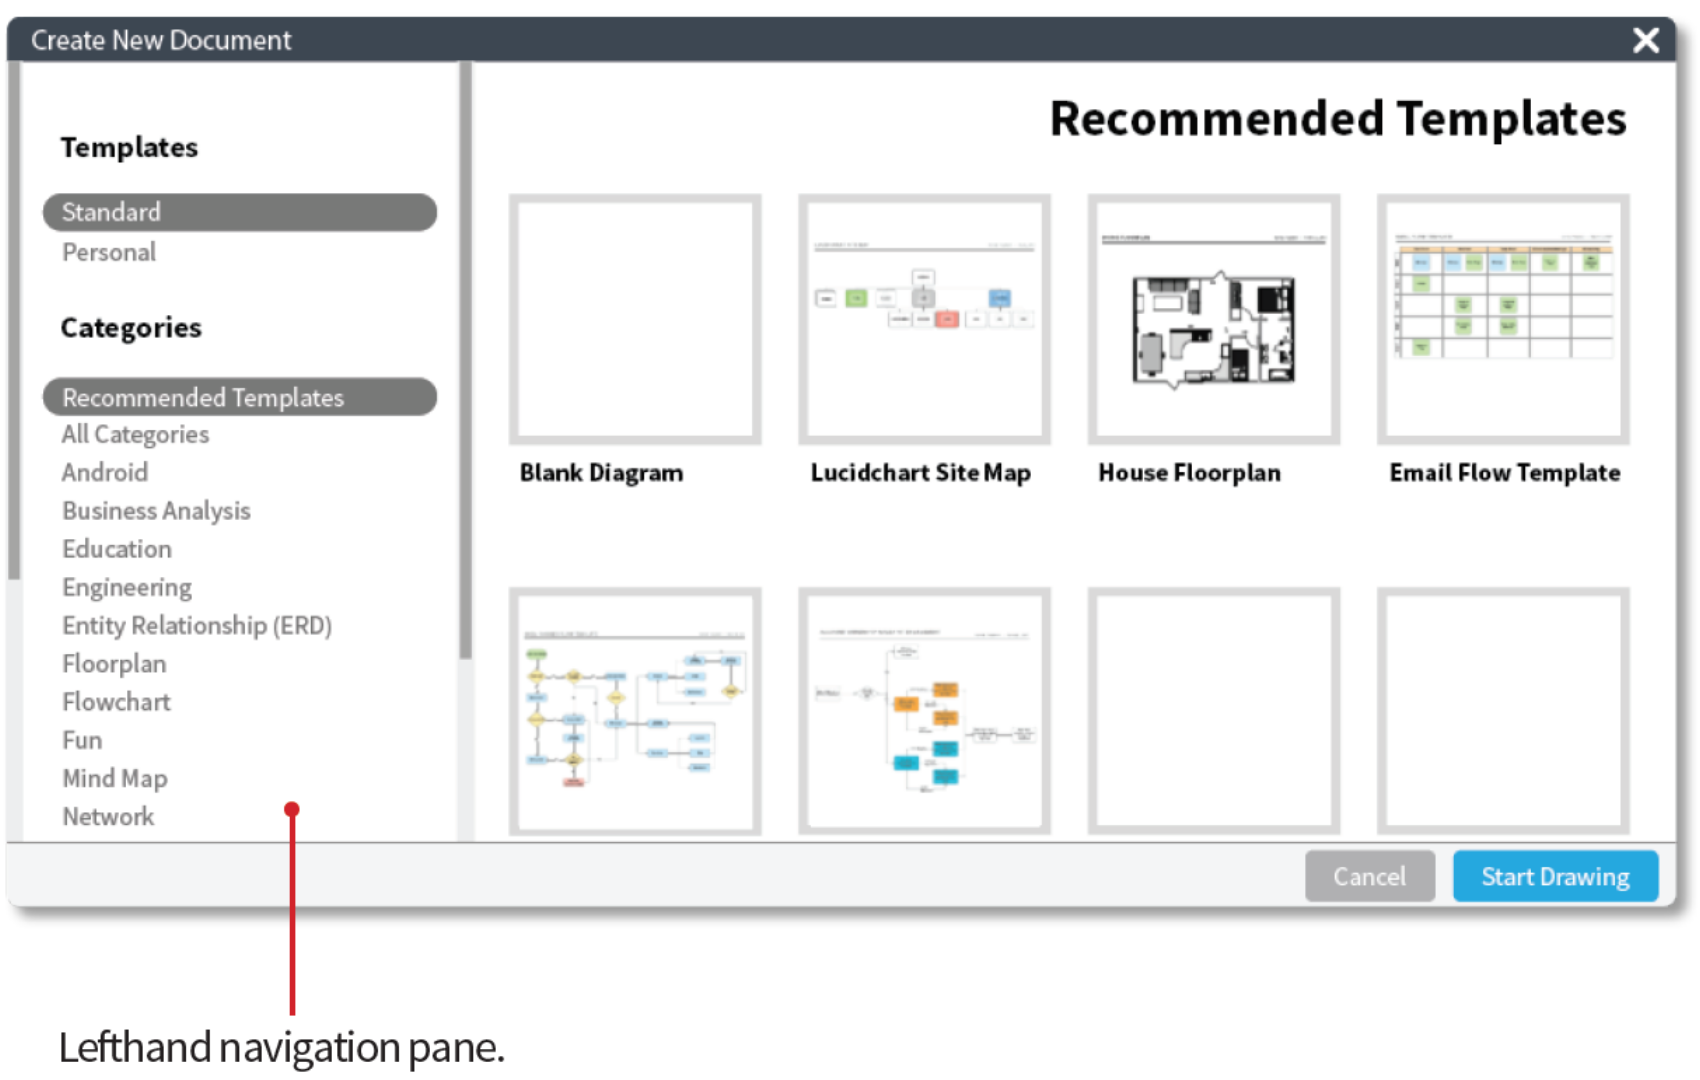 Create New Document
Templates
Standard
Personal
Categories
Recommended Templates
All Categories
Android
Business Analysis
Education
Engineering
Entity Relationship (ERD)
Floorplan
Flowchart
Fun
Mind Map
Network
Recommended Templates
Blank Diagram
Lucidchart Site Map
House Floorplan
Email Flow Template
Cancel
Start Drawing
Lefthand navigation pane.